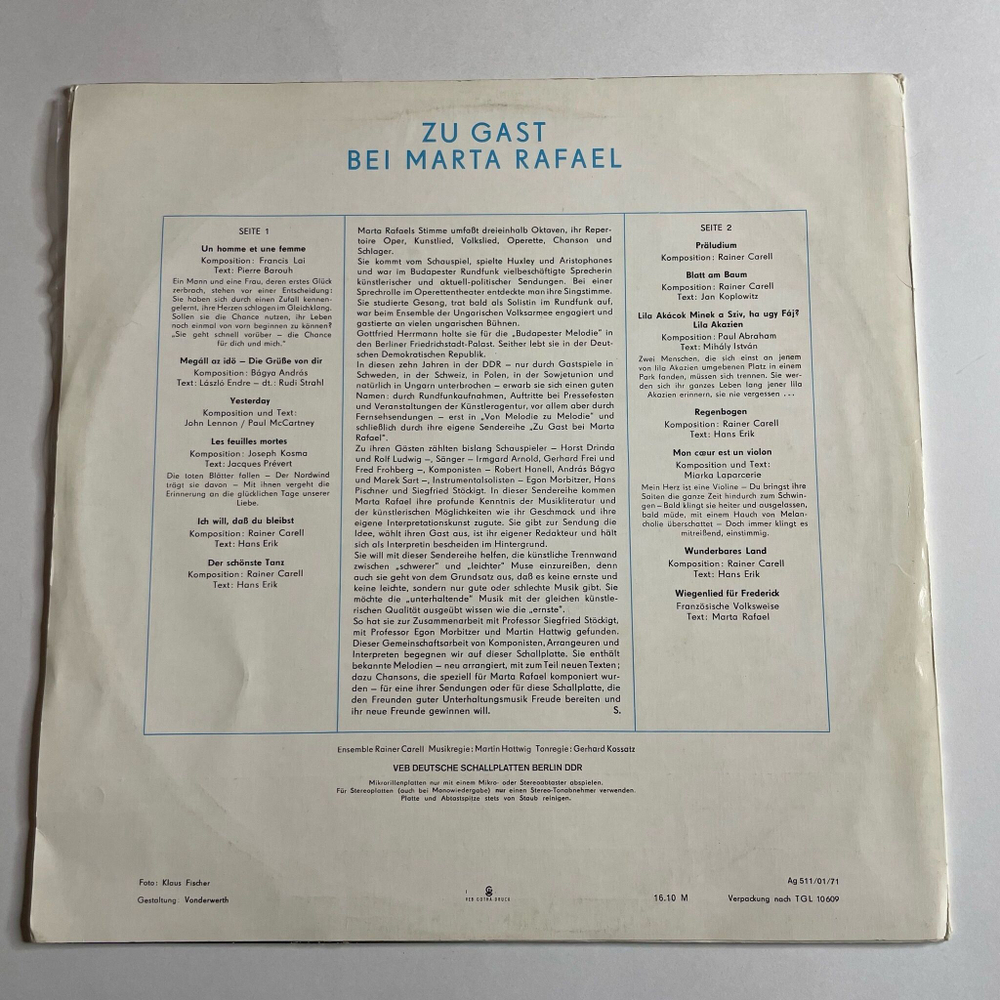 ZU GAST
BEI MARTA RAFAEL
SEITE 1
Un homme et une femme
Komposition: Francis Lai
Text: Pierre Barouh
Ein Mann und eine Frau, deren erstes Glück
zerbrach, stehen vor einer Entscheidung:
Sie haben sich durch einen Zufall kennen-
gelernt, ihre Herzen schlagen im Gleichklang.
Sollen sie die Chance nutzen, ihr Leben
noch einmal von vorn beginnen zu können?
„Sie geht schnell vorüber – die Chance
für dich und mich."
Megáll az idö – Die Grüße von dir
Komposition: Bágya András
Text: László Endre – dt.: Rudi Strahl
Yesterday
Komposition und Text:
John Lennon / Paul McCartney
Les feuilles mortes
Komposition: Joseph Kosma
Text: Jacques Prévert
Die toten Blätter fallen – Der Nordwind
trägt sie davon – Mit ihnen vergeht die
Erinnerung an die glücklichen Tage unserer
Liebe.
Ich will, daß du bleibst
Komposition: Rainer Carell
Text: Hans Erik
Der schönste Tanz
Komposition: Rainer Carell
Text: Hans Erik
Marta Rafaels Stimme umfaßt dreieinhalb Oktaven, ihr Reper-
toire Oper, Kunstlied, Volkslied, Operette, Chanson und
Schlager.
Sie kommt vom Schauspiel, spielte Huxley und Aristophanes
und war im Budapester Rundfunk vielbeschäftigte Sprecherin
künstlerischer und aktuell-politischer Sendungen. Bei einer
Sprechrolle im Operettentheater entdeckte man ihre Singstimme.
Sie studierte Gesang, trat bald als Solistin im Rundfunk auf,
war beim Ensemble der Ungarischen Volksarmee engagiert und
gastierte an vielen ungarischen Bühnen.
Gottfried Herrmann holte sie für die „Budapester Melodie" in
den Berliner Friedrichstadt-Palast. Seither lebt sie in der Deut-
schen Demokratischen Republik.
In diesen zehn Jahren in der DDR – nur durch Gastspiele in
Schweden, in der Schweiz, in Polen, in der Sowjetunion und
natürlich in Ungarn unterbrochen – erwarb sie sich einen guten
Namen: durch Rundfunkaufnahmen, Auftritte bei Pressefesten
und Veranstaltungen der Künstleragentur, vor allem aber durch
Fernsehsendungen – erst in „Von Melodie zu Melodie" und
schließlich durch ihre eigene Sendereihe „Zu Gast bei Marta
Rafael".
Zu ihren Gästen zählten bislang Schauspieler – Horst Drinda
und Rolf Ludwig –, Sänger – Irmgard Arnold, Gerhard Frei und
Fred Frohberg –, Komponisten – Robert Hanell, András Bágya
und Marek Sart –, Instrumentalsolisten – Egon Morbitzer, Hans
Pischner und Siegfried Stöckigt. In dieser Sendereihe kommen
Marta Rafael ihre profunde Kenntnis der Musikliteratur und
der künstlerischen Möglichkeiten wie ihr Geschmack und ihre
eigene Interpretationskunst zugute. Sie gibt zur Sendung die
Idee, wählt ihren Gast aus, ist ihr eigener Redakteur und hält
sich als Interpretin bescheiden im Hintergrund.
Sie will mit dieser Sendereihe helfen, die künstliche Trennwand
zwischen „schwerer" und „leichter" Muse einzureißen, denn
auch sie geht von dem Grundsatz aus, daß es keine ernste und
keine leichte, sondern nur gute oder schlechte Musik gibt. Sie
möchte die „unterhaltende" Musik mit der gleichen künstle-
rischen Qualität ausgeübt wissen wie die „ernste".
So hat sie zur Zusammenarbeit mit Professor Siegfried Stöckigt,
mit Professor Egon Morbitzer und Martin Hattwig gefunden.
Dieser Gemeinschaftsarbeit von Komponisten, Arrangeuren und
Interpreten begegnen wir auf dieser Schallplatte. Sie enthält
bekannte Melodien – neu arrangiert, mit zum Teil neuen Texten;
dazu Chansons, die speziell für Marta Rafael komponiert wur-
den – für eine ihrer Sendungen oder für diese Schallplatte, die
den Freunden guter Unterhaltungsmusik Freude bereiten und
ihr neue Freunde gewinnen will. S.
SEITE 2
Präludium
Komposition: Rainer Carell
Blatt am Baum
Komposition: Rainer Carell
Text: Jan Koplowitz
Lila Akácok Minek a Sziv, ha ugy Fáj?
Lila Akazien
Komposition: Paul Abraham
Text: Mihály István
Zwei Menschen, die sich einst an jenem
von lila Akazien umgebenen Platz in einem
Park fanden, müssen sich trennen. Sie wer-
den sich ihr ganzes Leben lang jener lila
Akazien erinnern, sie nie vergessen ...
Regenbogen
Komposition: Rainer Carell
Text: Hans Erik
Mon cœur est un violon
Komposition und Text:
Miarka Laparcerie
Mein Herz ist eine Violine – Du bringst ihre
Saiten die ganze Zeit hindurch zum Schwin-
gen – Bald klingt sie heiter und ausgelassen,
bald müde, mit einem Hauch von Melan-
cholie überschattet – Doch immer klingt es
mitreißend, einstimmig.
Wunderbares Land
Komposition: Rainer Carell
Text: Hans Erik
Wiegenlied für Frederick
Französische Volksweise
Text: Marta Rafael
Ensemble Rainer Carell Musikregie: Martin Hattwig Tonregie: Gerhard Kossatz
VEB DEUTSCHE SCHALLPLATTEN BERLIN DDR
Mikrorillenplatten nur mit einem Mikro- oder Stereoabtaster abspielen.
Für Stereoplatten (auch bei Monowiedergabe) nur einen Stereo-Tonabnehmer verwenden.
Platte und Abtastspitze stets von Staub reinigen.
Foto: Klaus Fischer
Gestaltung: Vonderwerth
VEB GOTHA-DRUCK
16.10 M
Ag 511/01/71
Verpackung nach TGL 10 609